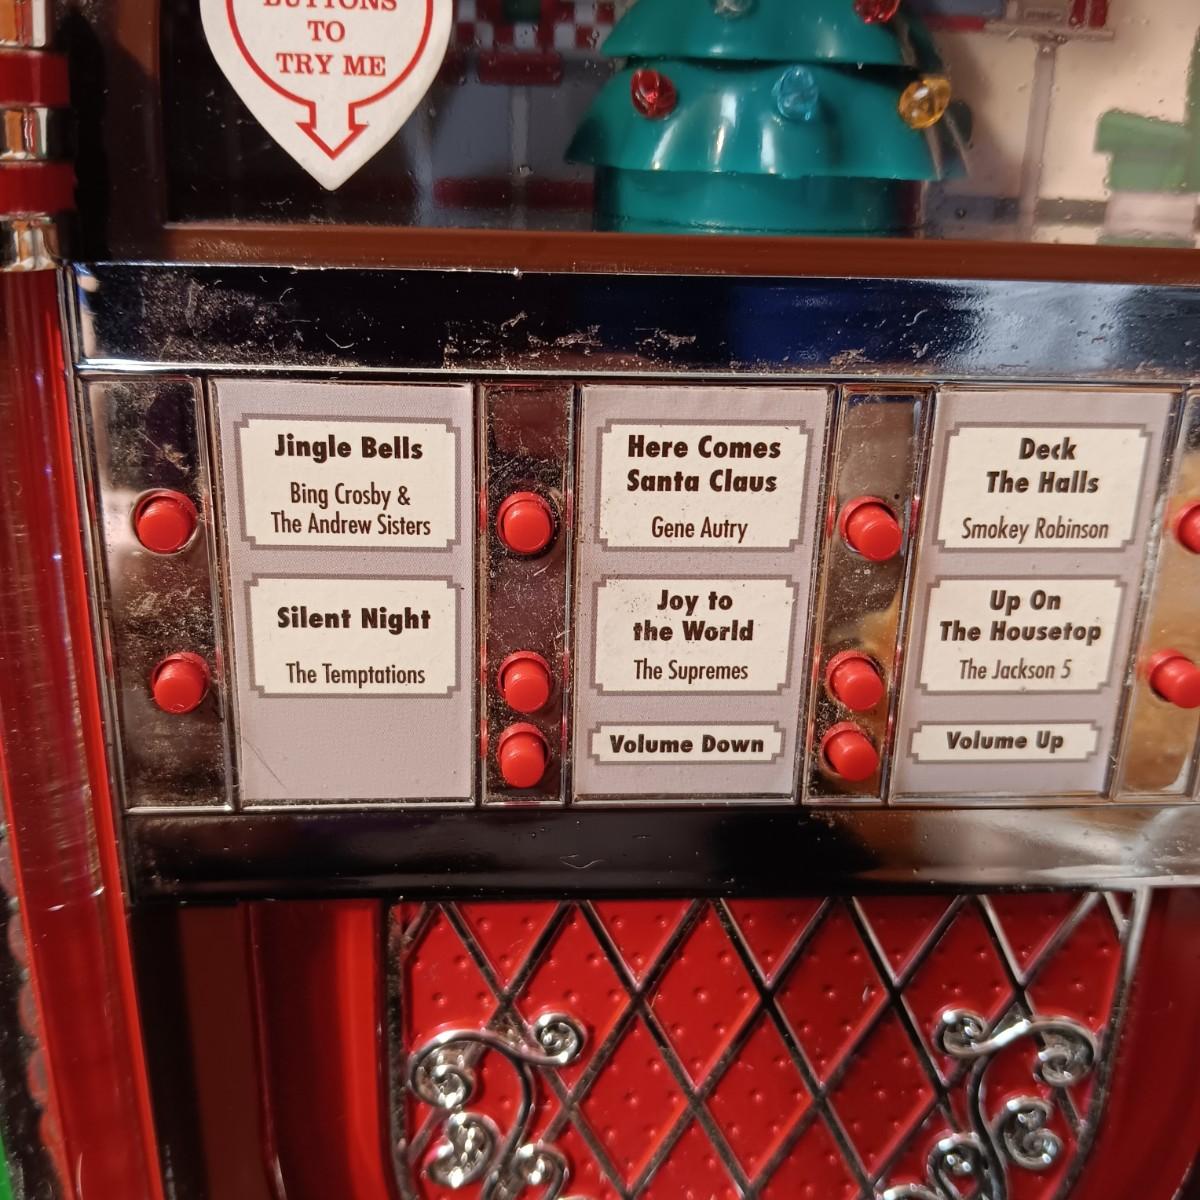 BUTTONS
TO
TRY ME
Jingle Bells
Bing Crosby &
The Andrew Sisters
Silent Night
The Temptations
Here Comes
Santa Claus
Gene Autry
Joy to
the World
The Supremes
Volume Down
Deck
The Halls
Smokey Robinson
Up On
The Housetop
The Jackson 5
Volume Up